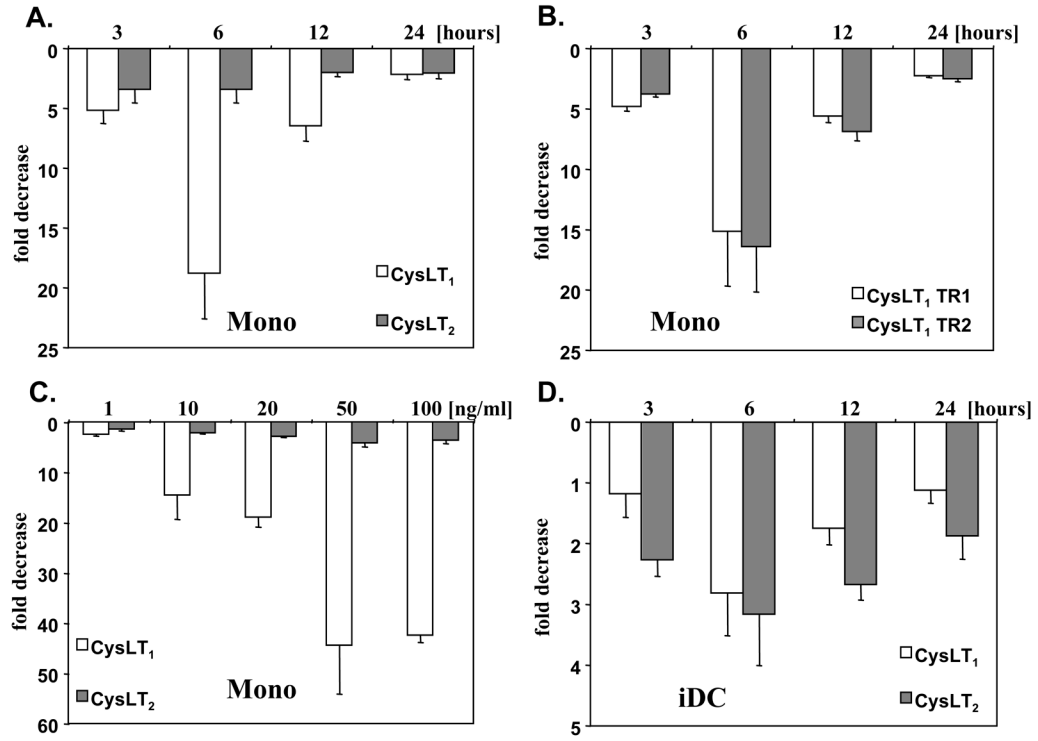 A.
3 6 12 24 [hours]
0
5
10
15
20
25
fold decrease
CysLT1
CysLT2
Mono
B.
3 6 12 24 [hours]
0
5
10
15
20
25
fold decrease
CysLT1 TR1
CysLT1 TR2
Mono
C.
1 10 20 50 100 [ng/ml]
0
10
20
30
40
50
60
fold decrease
CysLT1
CysLT2
Mono
D.
3 6 12 24 [hours]
0
1
2
3
4
5
fold decrease
CysLT1
CysLT2
iDC